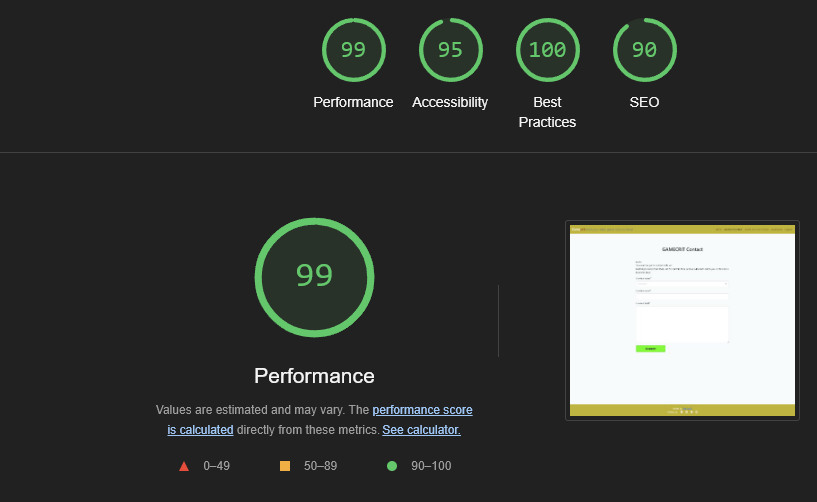 99
95
100
90
Performance
Accessibility
Best
Practices
SEO
99
GAMECRIT Contact
Performance
Values are estimated and may vary. The performance score
is calculated directly from these metrics. See calculator.
0–49
50–89
90–100